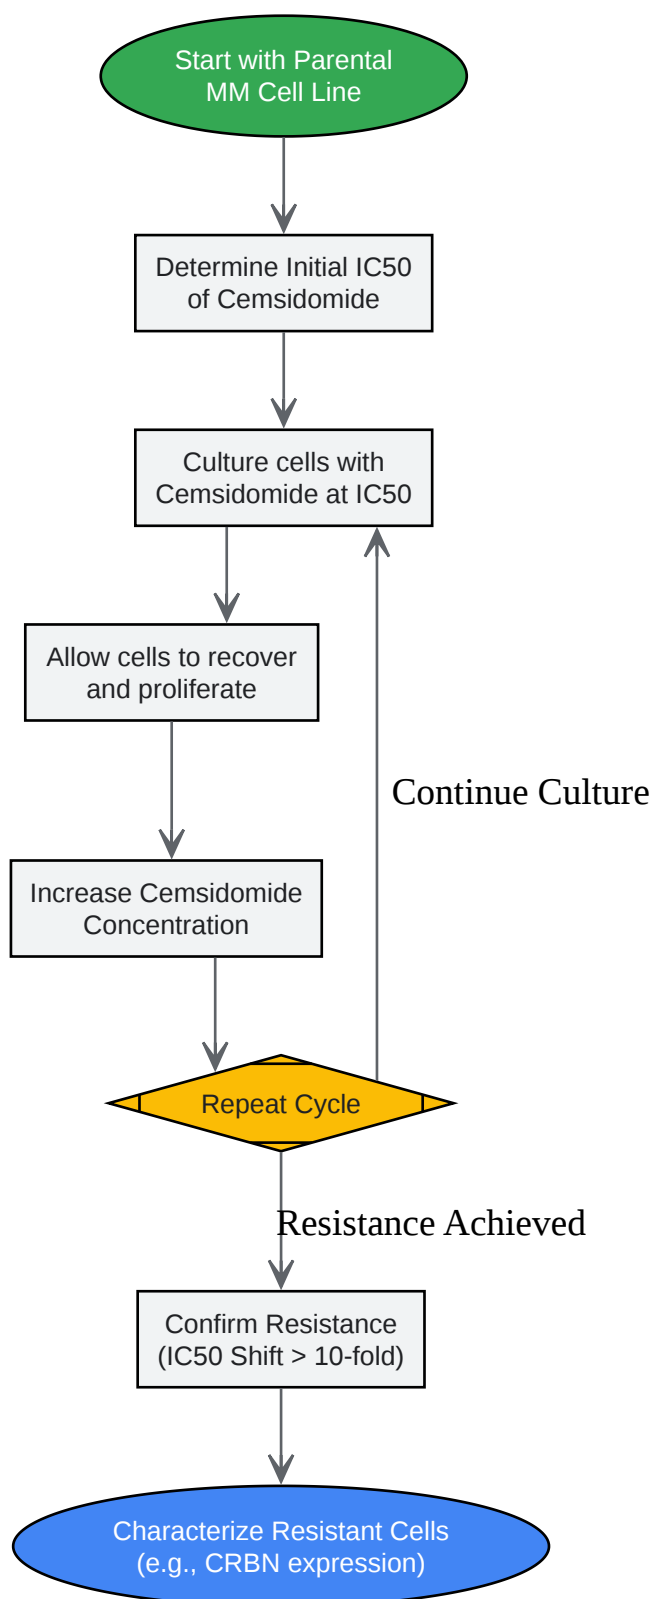 Start with Parental
MM Cell Line
Determine Initial IC50
of Cemsidomide
Culture cells with
Cemsidomide at IC50
Allow cells to recover
and proliferate
Continue Culture
Increase Cemsidomide
Concentration
Repeat Cycle
Resistance Achieved
Confirm Resistance
(IC50 Shift > 10-fold)
Characterize Resistant Cells
(e.g., CRBN expression)